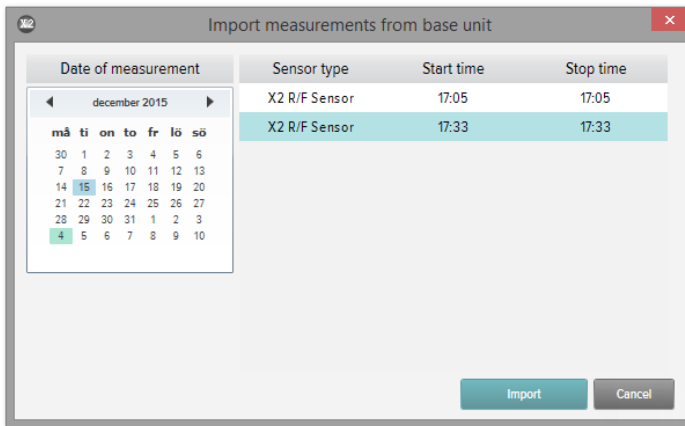 X2 Import measurements from base unit
Date of measurement Sensor type Start time Stop time
december 2015
må ti on to fr lö sö
30 1 2 3 4 5 6
7 8 9 10 11 12 13
14 15 16 17 18 19 20
21 22 23 24 25 26 27
28 29 30 31 1 2 3
4 5 6 7 8 9 10
X2 R/F Sensor 17:05 17:05
X2 R/F Sensor 17:33 17:33
Import Cancel